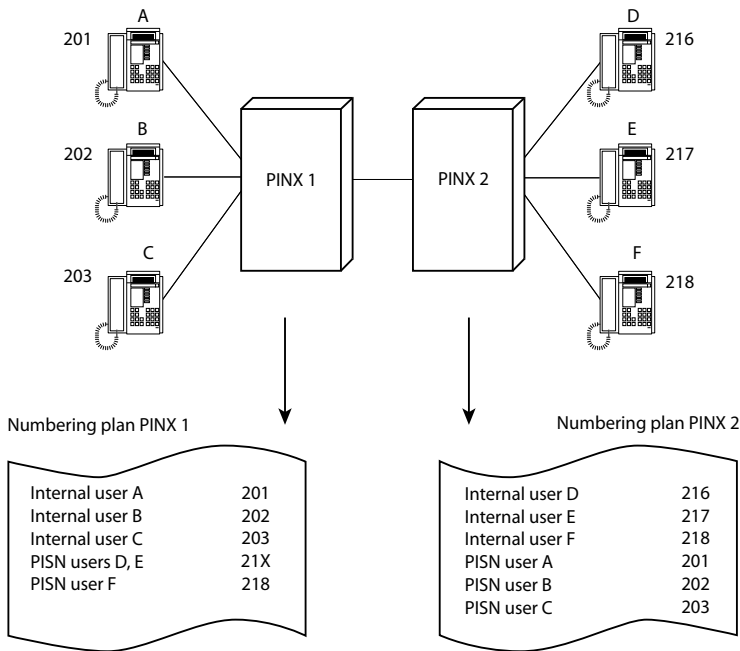 A
D
201
216
B
E
202
217
PINX 1
PINX 2
C
F
203
218
Numbering plan PINX 1
Internal user A 201
Internal user B 202
Internal user C 203
PISN users D, E 21X
PISN user F 218
Numbering plan PINX 2
Internal user D 216
Internal user E 217
Internal user F 218
PISN user A 201
PISN user B 202
PISN user C 203